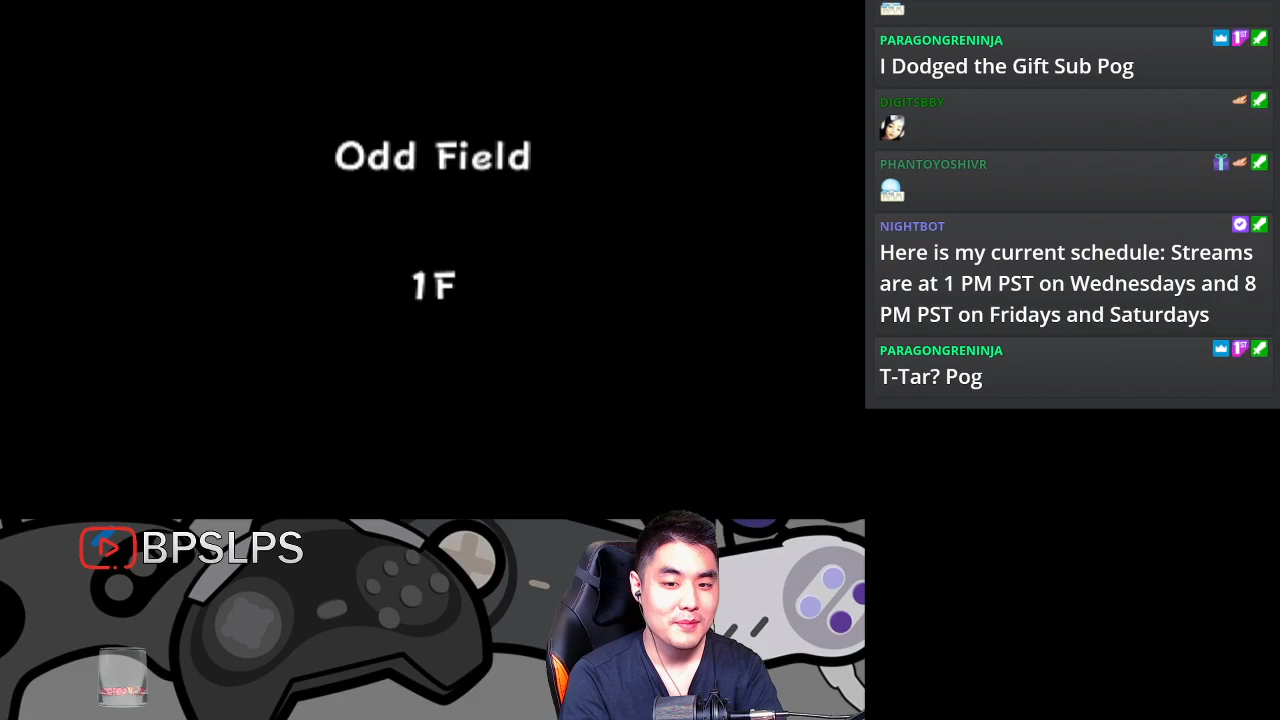 Odd Field
1F
PARAGONGRENINJA
I Dodged the Gift Sub Pog
DIGITSBBY
PHANTOYOSHIVR
NIGHTBOT
Here is my current schedule: Streams
are at 1 PM PST on Wednesdays and 8
PM PST on Fridays and Saturdays
PARAGONGRENINJA
T-Tar? Pog
BPSLPS